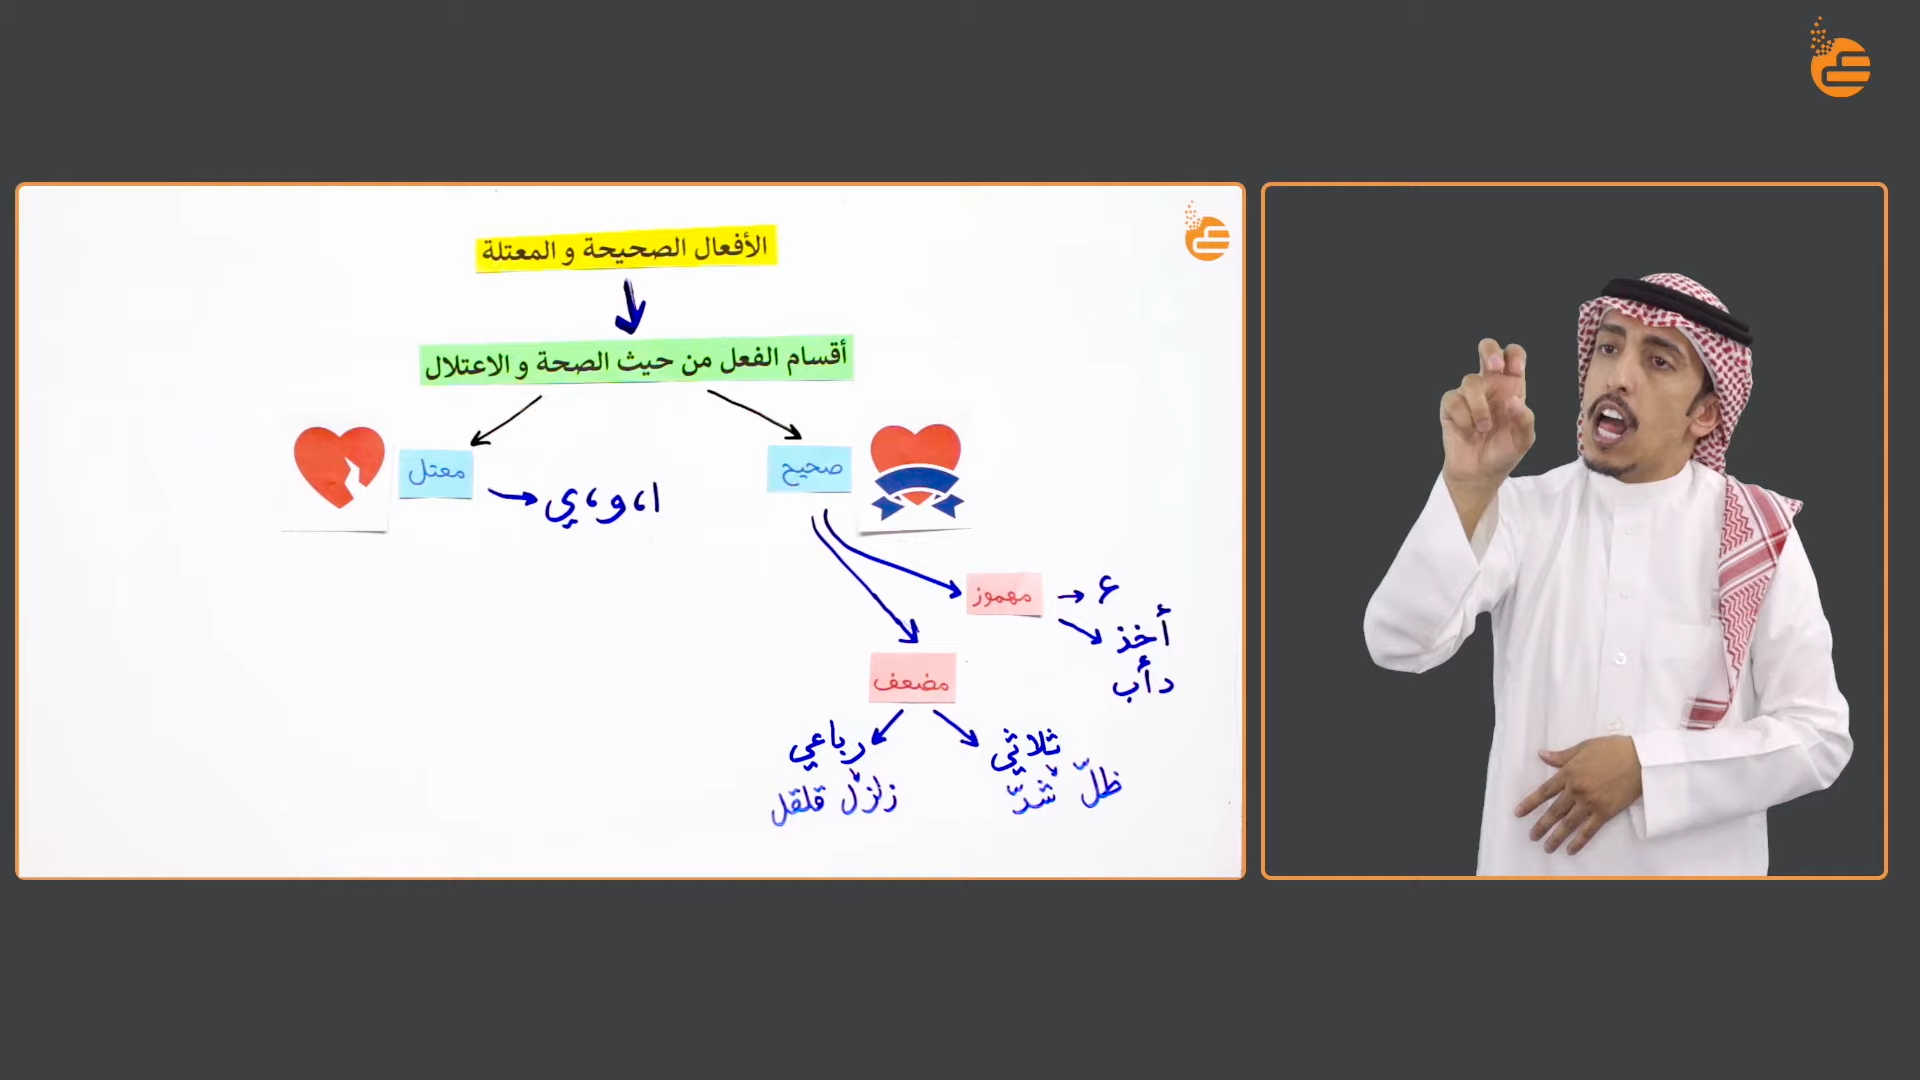 الأفعال الصحيحة و المعتلة
أقسام الفعل من حيث الصحة و الاعتلال
صحيح
معتل
ا، و، ي
مهموز
ء
أخذ
دأب
مضعف
ثلاثي
ظلّ شدّ
رباعي
زلزل قلقل